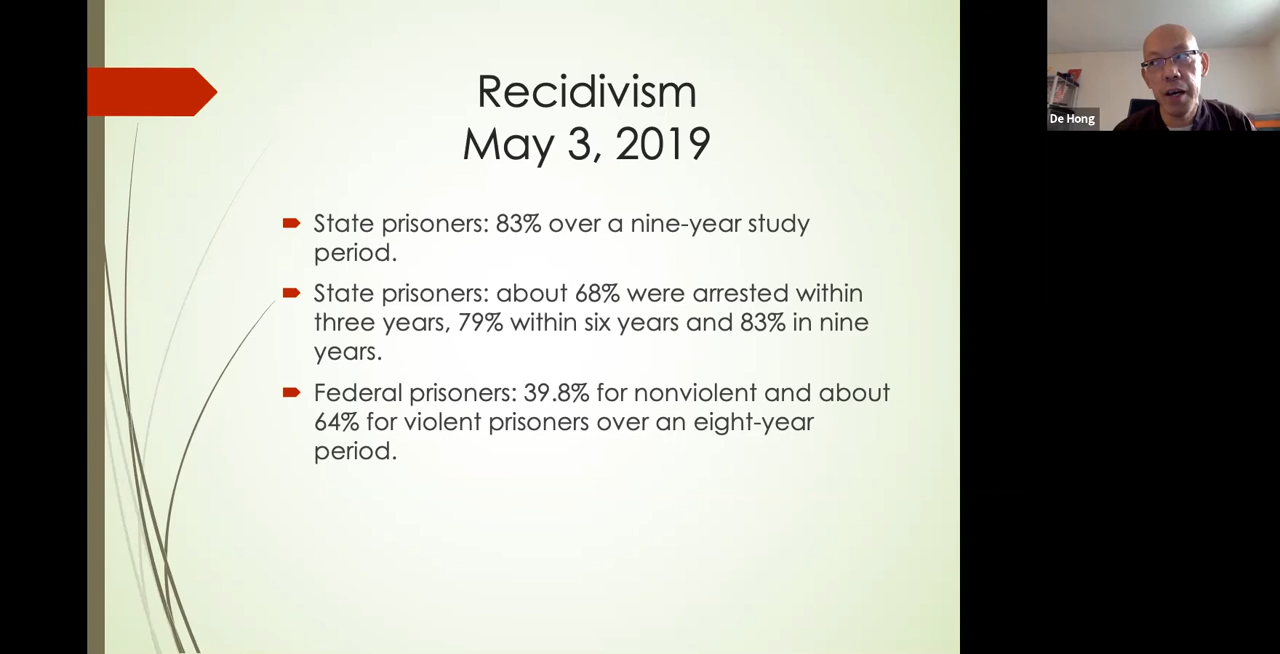 Recidivism
May 3, 2019
State prisoners: 83% over a nine-year study
period.
State prisoners: about 68% were arrested within
three years, 79% within six years and 83% in nine
years.
Federal prisoners: 39.8% for nonviolent and about
64% for violent prisoners over an eight-year
period.
De Hong